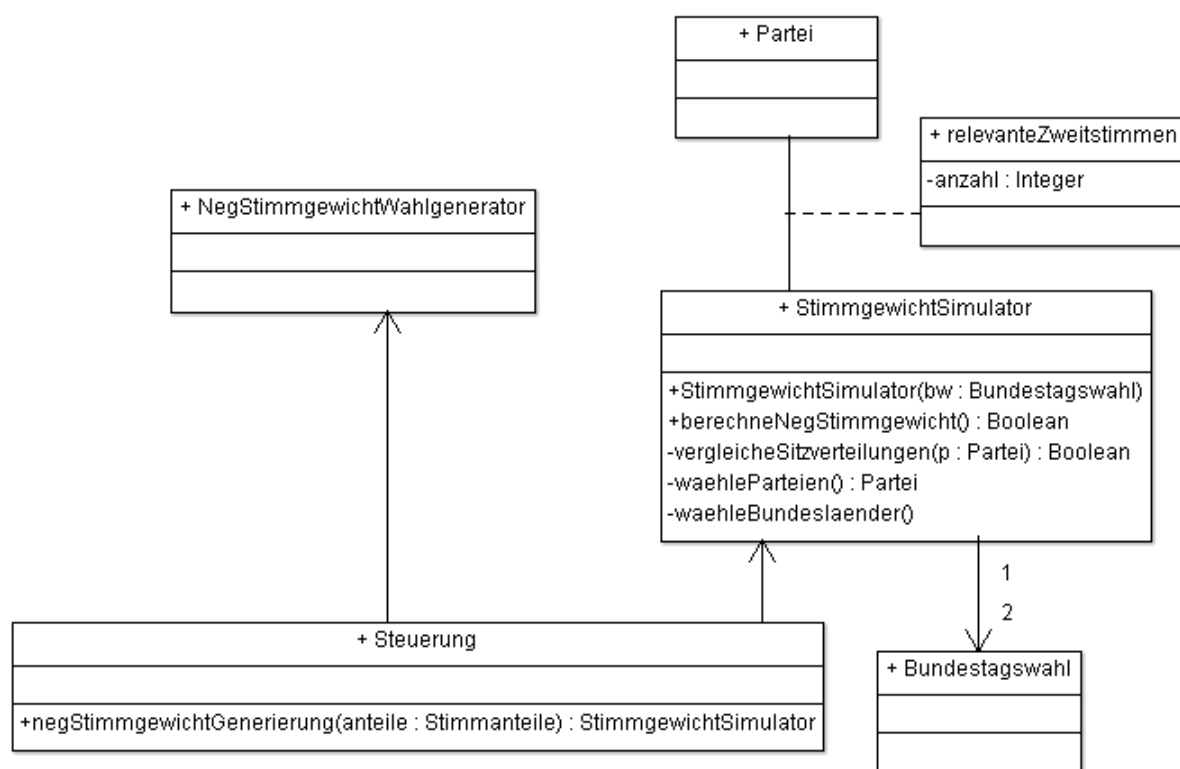 + Partei
+ relevanteZweitstimmen
-anzahl : Integer
+ NegStimmgewichtWahlgenerator
+ StimmgewichtSimulator
+StimmgewichtSimulator(bw : Bundestagswahl)
+berechneNegStimmgewicht() : Boolean
-vergleicheSitzverteilungen(p : Partei) : Boolean
-waehleParteien() : Partei
-waehleBundeslaender()
1
2
+ Steuerung
+negStimmgewichtGenerierung(anteile : Stimmanteile) : StimmgewichtSimulator
+ Bundestagswahl